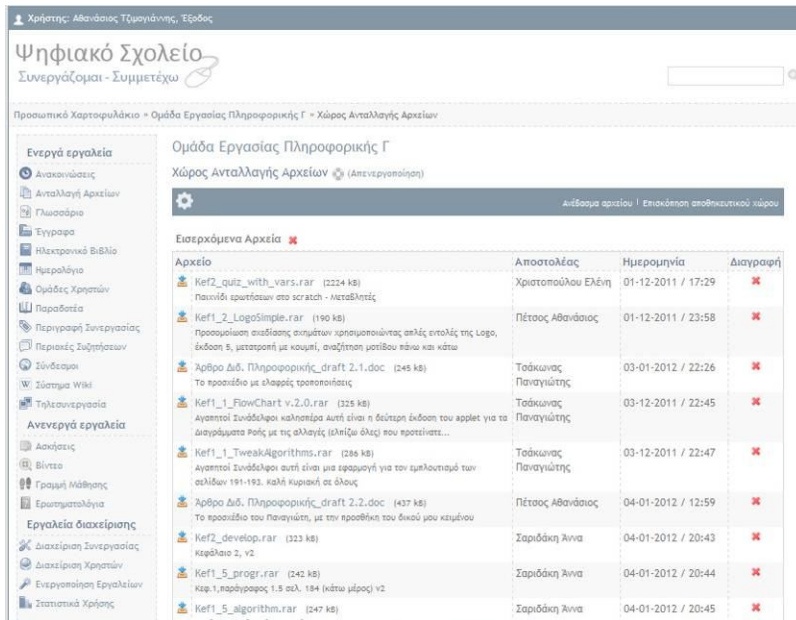 Χρήστης: Αθανάσιος Τζιμογιάννης, Έξοδος
Ψηφιακό Σχολείο
Συνεργάζομαι - Συμμετέχω
Προσωπικό Χαρτοφυλάκιο » Ομάδα Εργασίας Πληροφορικής Γ » Χώρος Ανταλλαγής Αρχείων
Ενεργά εργαλεία
Ανακοινώσεις
Ανταλλαγή Αρχείων
Γλωσσάριο
Έγγραφα
Ηλεκτρονικό Βιβλίο
Ημερολόγιο
Ομάδες Χρηστών
Παραδοτέα
Περιγραφή Συνεργασίας
Περιοχές Συζητήσεων
Σύνδεσμοι
Σύστημα Wiki
Τηλεσυνεργασία
Ανενεργά εργαλεία
Ασκήσεις
Βίντεο
Γραμμή Μάθησης
Ερωτηματολόγια
Εργαλεία διαχείρισης
Διαχείριση Συνεργασίας
Διαχείριση Χρηστών
Ενεργοποίηση Εργαλείων
Στατιστικά Χρήσης
Ομάδα Εργασίας Πληροφορικής Γ
Χώρος Ανταλλαγής Αρχείων (Απενεργοποίηση)
Ανέβασμα αρχείου | Επισκόπηση αποθηκευτικού χώρου
Εισερχόμενα Αρχεία
Αρχείο Αποστολέας Ημερομηνία Διαγραφή
Kef2_quiz_with_vars.rar (2224 kB) Χριστοπούλου Ελένη 01-12-2011 / 17:29
Παιχνίδι ερωτήσεων στο scratch - Μεταβλητές
Kef1_2_LogoSimple.rar (190 kB) Πέτσος Αθανάσιος 01-12-2011 / 23:58
Προσομοίωση σχεδίασης σχημάτων χρησιμοποιώντας απλές εντολές της Logo,
έκδοση 5, μετατροπή με κουμπί, αναζήτηση μοτίβου πάνω και κάτω
Άρθρο Διδ. Πληροφορικής_draft 2.1.doc (245 kB) Τσάκωνας 03-01-2012 / 22:26
Το προσχέδιο με ελαφρές τροποποιήσεις Παναγιώτης
Kef1_1_FlowChart v.2.0.rar (325 kB) Τσάκωνας 03-12-2011 / 22:45
Αγαπητοί Συνάδελφοι καλησπέρα Αυτή είναι η δεύτερη έκδοση του applet για τα Παναγιώτης
Διαγράμματα Ροής με τις αλλαγές (ελπίζω όλες) που προτείνατε...
Kef1_1_TweakAlgorithms.rar (286 kB) Τσάκωνας 03-12-2011 / 22:47
Αγαπητοί Συνάδελφοι αυτή είναι μια εφαρμογή για τον εμπλουτισμό των Παναγιώτης
σελίδων 191-193. Καλή Κυριακή σε όλους
Άρθρο Διδ. Πληροφορικής_draft 2.2.doc (437 kB) Πέτσος Αθανάσιος 04-01-2012 / 12:59
Το προσχέδιο του Παναγιώτη, με την προσθήκη του δικού μου κειμένου
Kef2_develop.rar (323 kB) Σαριδάκη Άννα 04-01-2012 / 20:43
Κεφάλαιο 2, v2
Kef1_5_progr.rar (242 kB) Σαριδάκη Άννα 04-01-2012 / 20:44
Κεφ.1,παράγραφος 1.5 σελ. 184 (κάτω μέρος) v2
Kef1_5_algorithm.rar (247 kB) Σαριδάκη Άννα 04-01-2012 / 20:45